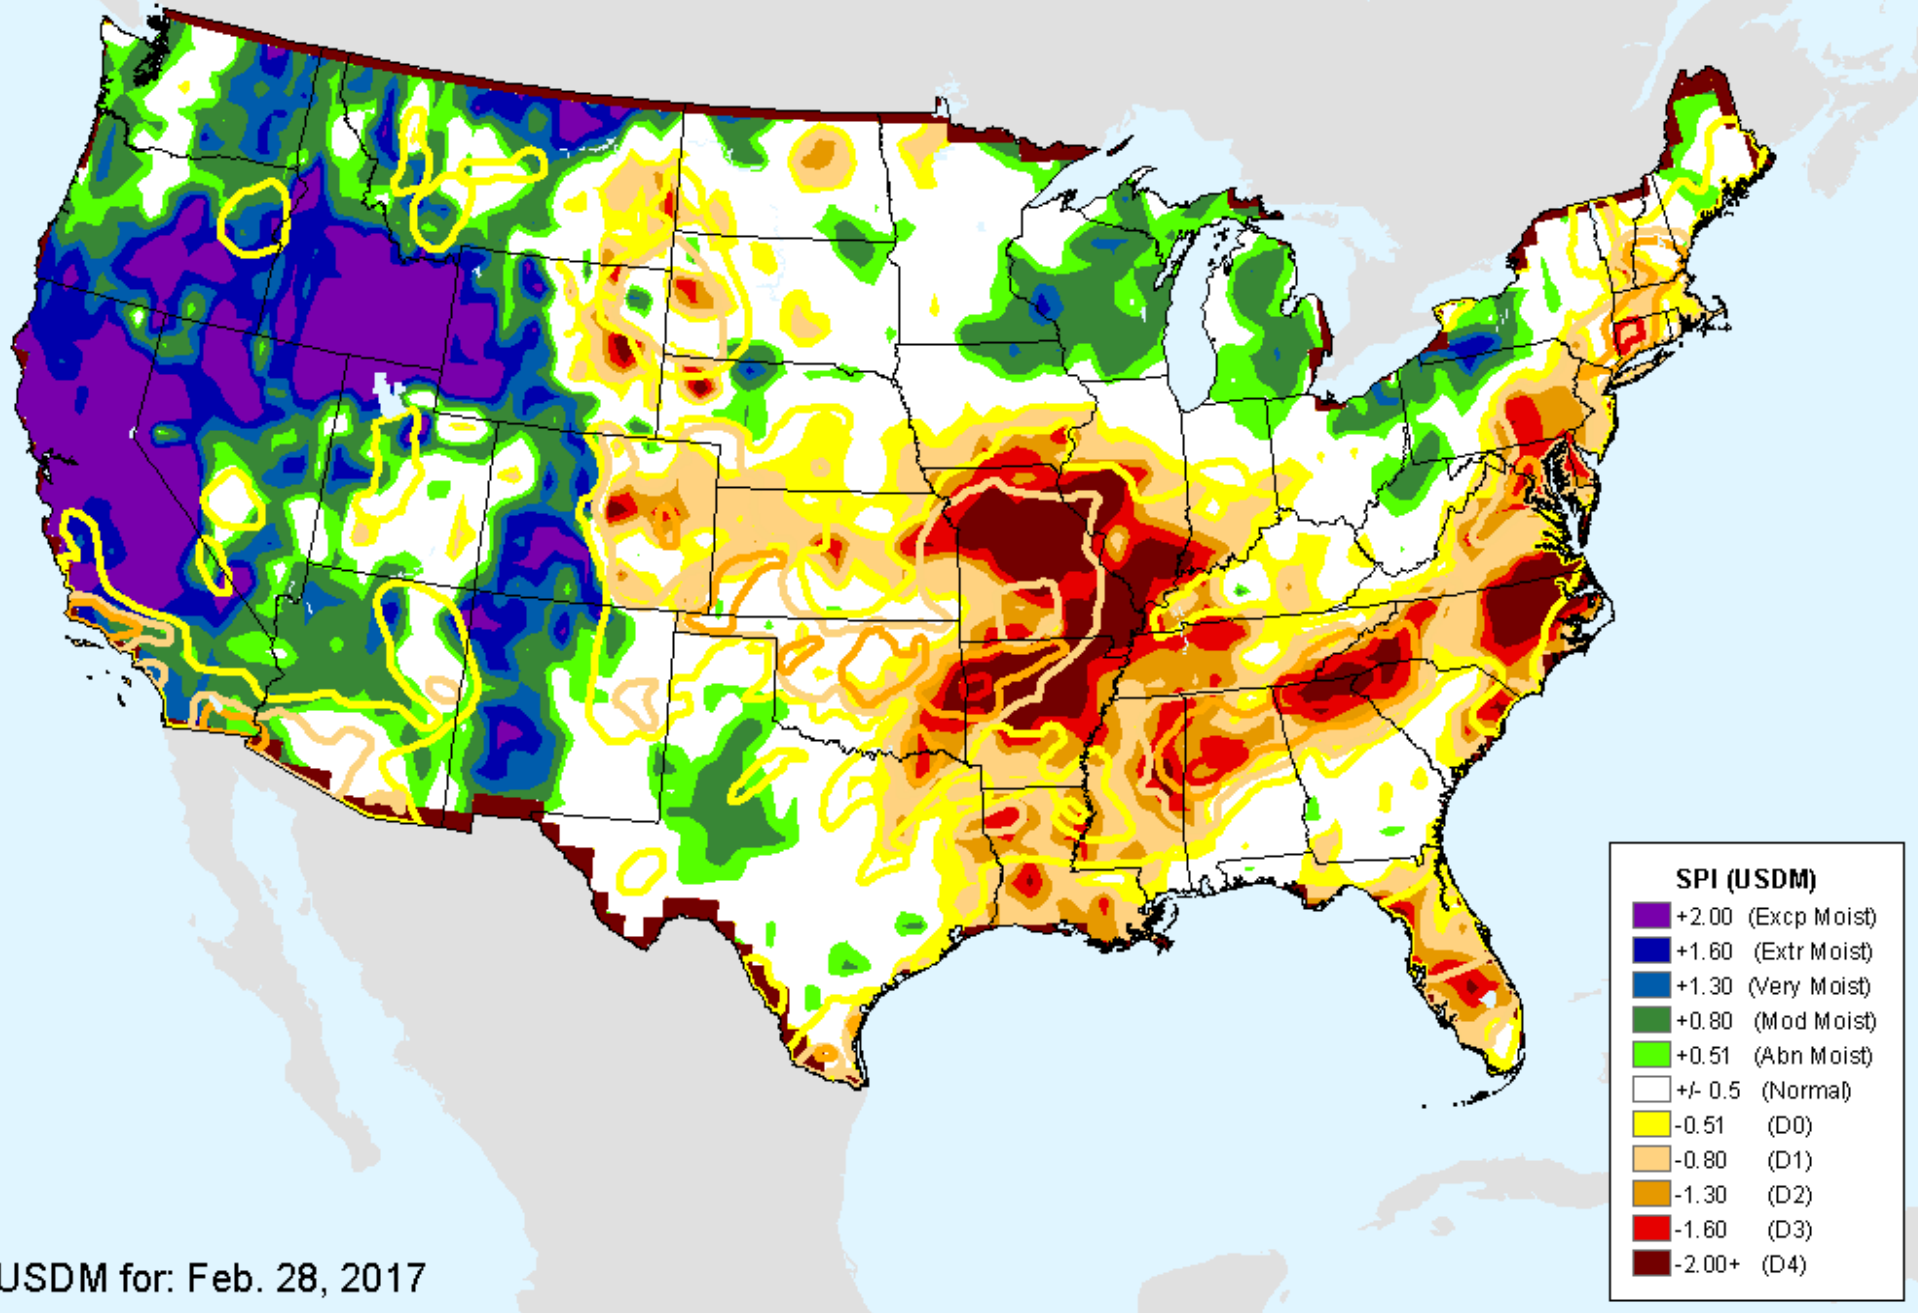 SPI (USDM)
+2.00 (Excp Moist)
+1.60 (Extr Moist)
+1.30 (Very Moist)
+0.80 (Mod Moist)
+0.51 (Abn Moist)
+/- 0.5 (Normal)
-0.51 (D0)
-0.80 (D1)
-1.30 (D2)
-1.60 (D3)
-2.00+ (D4)
USDM for: Feb. 28, 2017